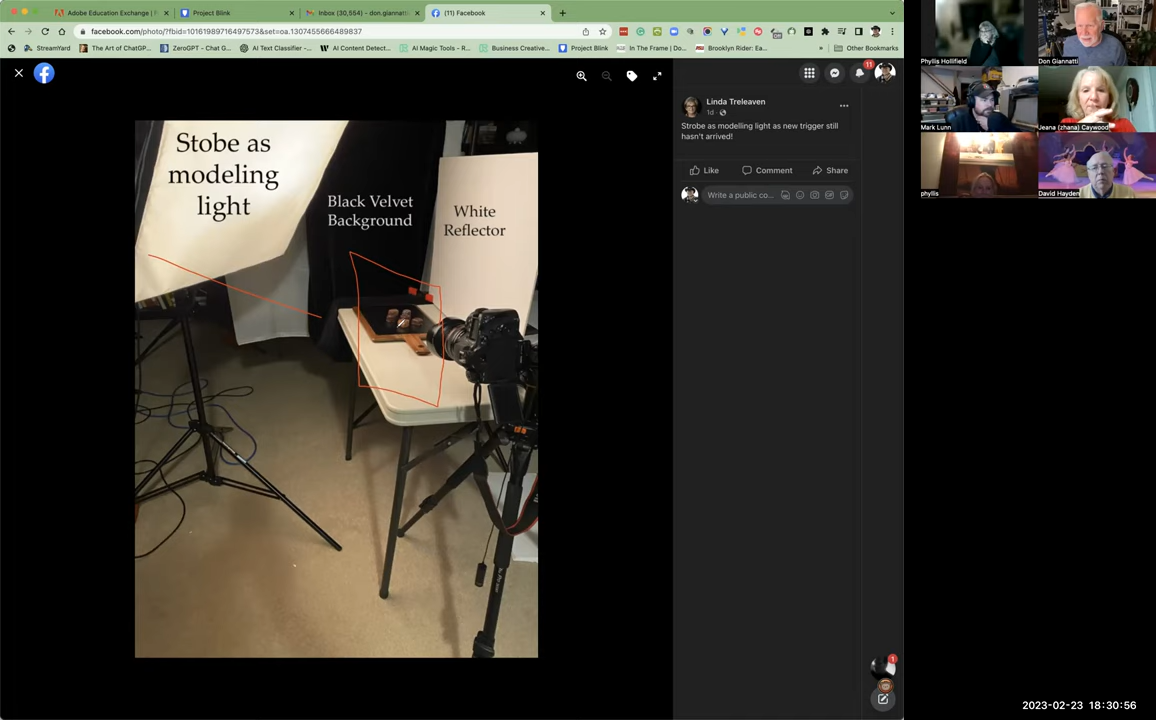 Adobe Education Exchange | F
Project Blink
Inbox (30,554) - don.giannatti
(11) Facebook
facebook.com/photo/?fbid=10161989716497573&set=oa.1307455666489837
StreamYard
The Art of ChatGP...
ZeroGPT - Chat G...
AI Text Classifier -...
AI Content Detect...
AI Magic Tools - R...
Business Creative...
Project Blink
In The Frame | Do...
Brooklyn Rider: Ea...
»
Other Bookmarks
11
Linda Treleaven
1d
Strobe as modelling light as new trigger still
hasn't arrived!
Like
Comment
Share
Write a public co...
1
Stobe as
modeling
light
Black Velvet
Background
White
Reflector
Phyllis Hollifield
Don Giannatti
Mark Lunn
Jeana (zhana) Caywood
phyllis
David Hayden
2023-02-23 18:30:56